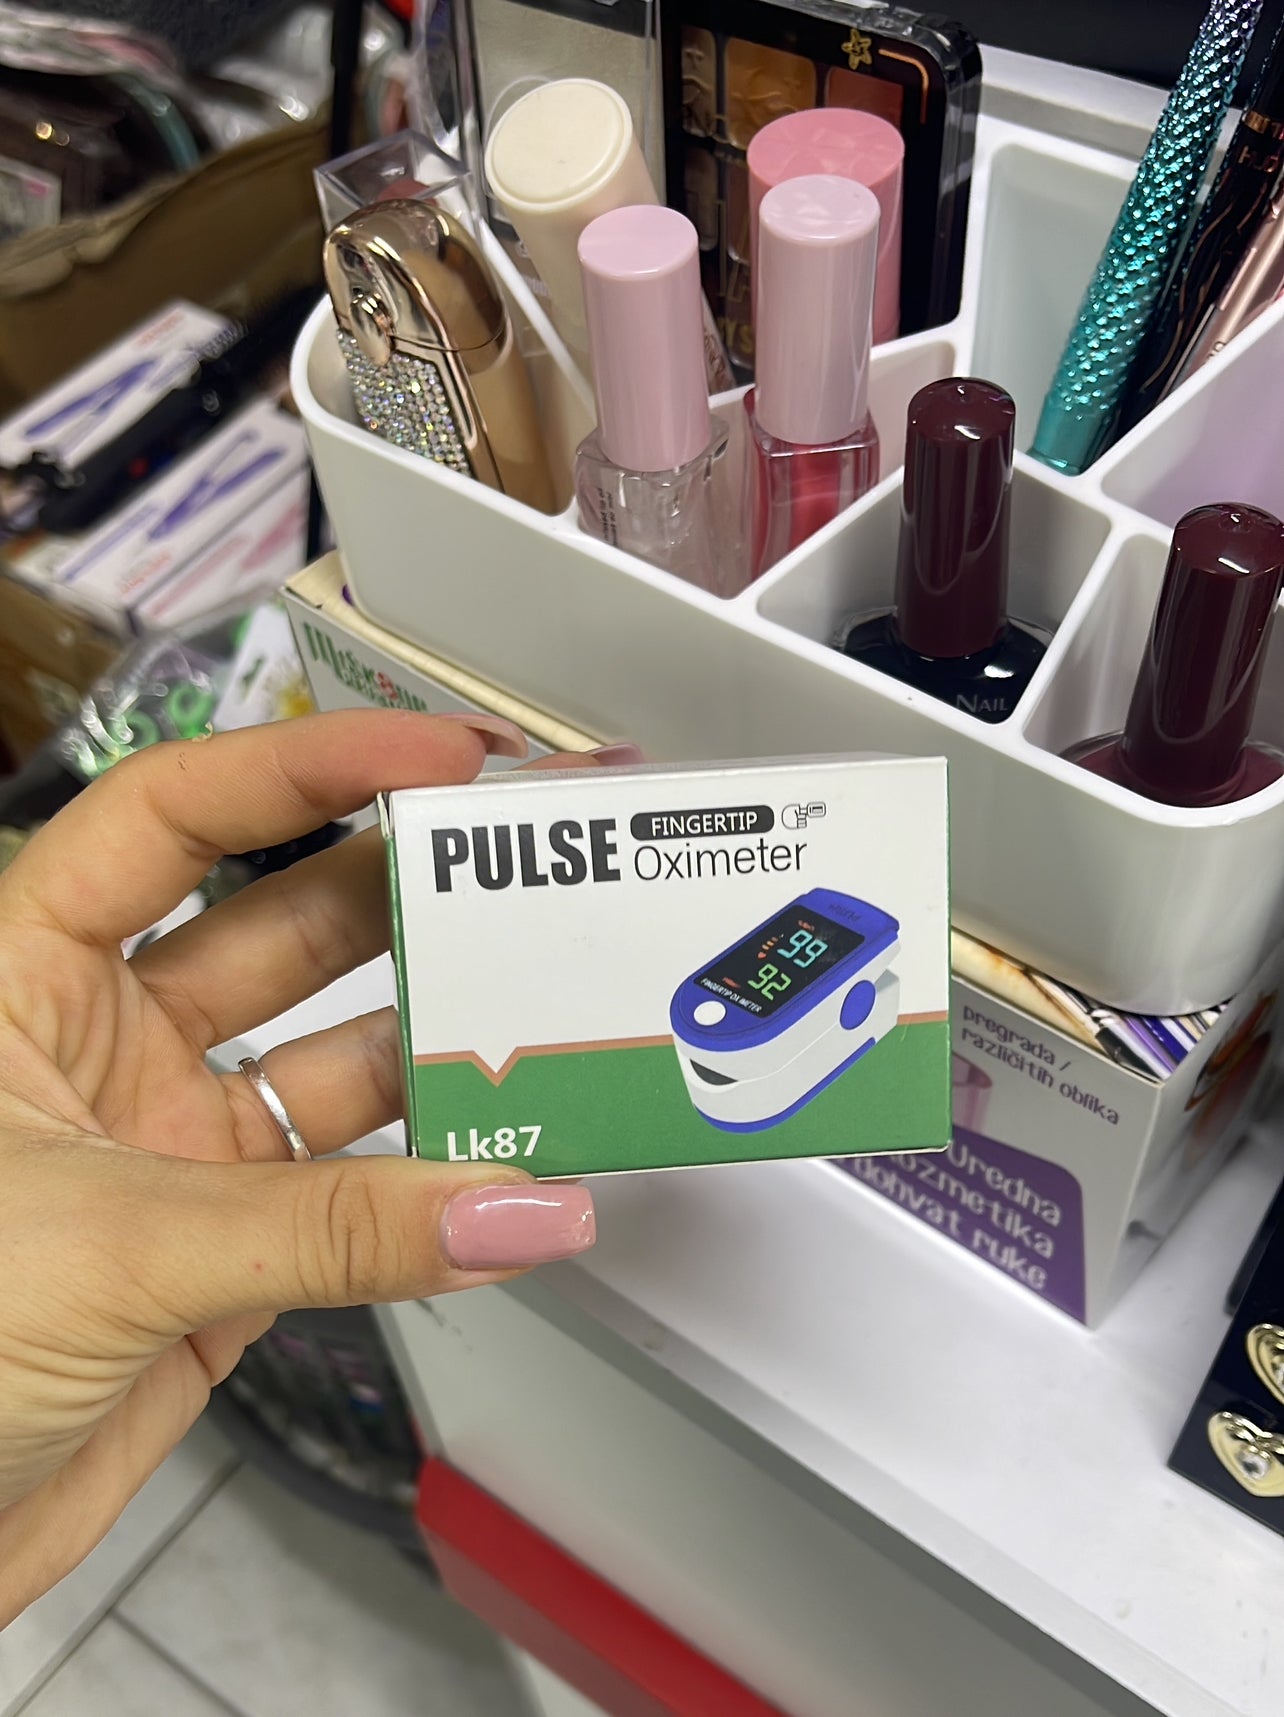 PULSE
FINGERTIP
Oximeter
99
92
FINGERTIP OXIMETER
Lk87
NAIL
pregrada /
različitih oblika
Uredna
kozmetika
dohvat ruke